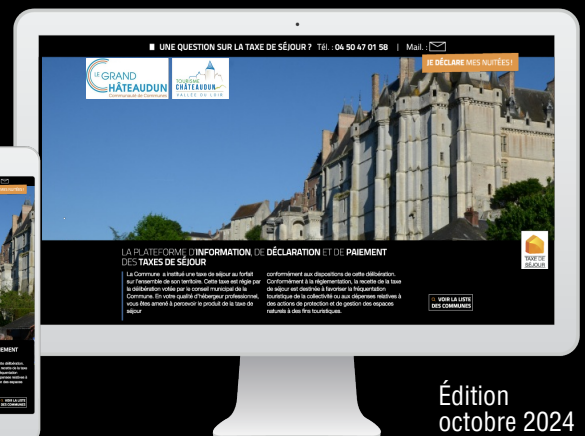 UNE QUESTION SUR LA TAXE DE SÉJOUR ? Tél. : 04 50 47 01 58 | Mail. :
JE DÉCLARE MES NUITÉES !
LE GRAND
CHÂTEAUDUN
Communauté de Communes
TOURISME
CHÂTEAUDUN
VALLÉE DU LOIR
LA PLATEFORME D'INFORMATION, DE DÉCLARATION ET DE PAIEMENT
DES TAXES DE SÉJOUR
La Commune a institué une taxe de séjour au forfait
sur l'ensemble de son territoire. Cette taxe est régie par
la délibération votée par le conseil municipal de la
Commune. En votre qualité d'hébergeur professionnel,
vous êtes amené à percevoir le produit de la taxe de
séjour
conformément aux dispositions de cette délibération.
Conformément à la réglementation, la recette de la taxe
de séjour est destinée à favoriser la fréquentation
touristique de la collectivité ou aux dépenses relatives à
des actions de protection et de gestion des espaces
naturels à des fins touristiques.
TAXE DE
SÉJOUR
VOIR LA LISTE
DES COMMUNES
IEMENT
VOIR LA LISTE
DES COMMUNES
Édition
octobre 2024